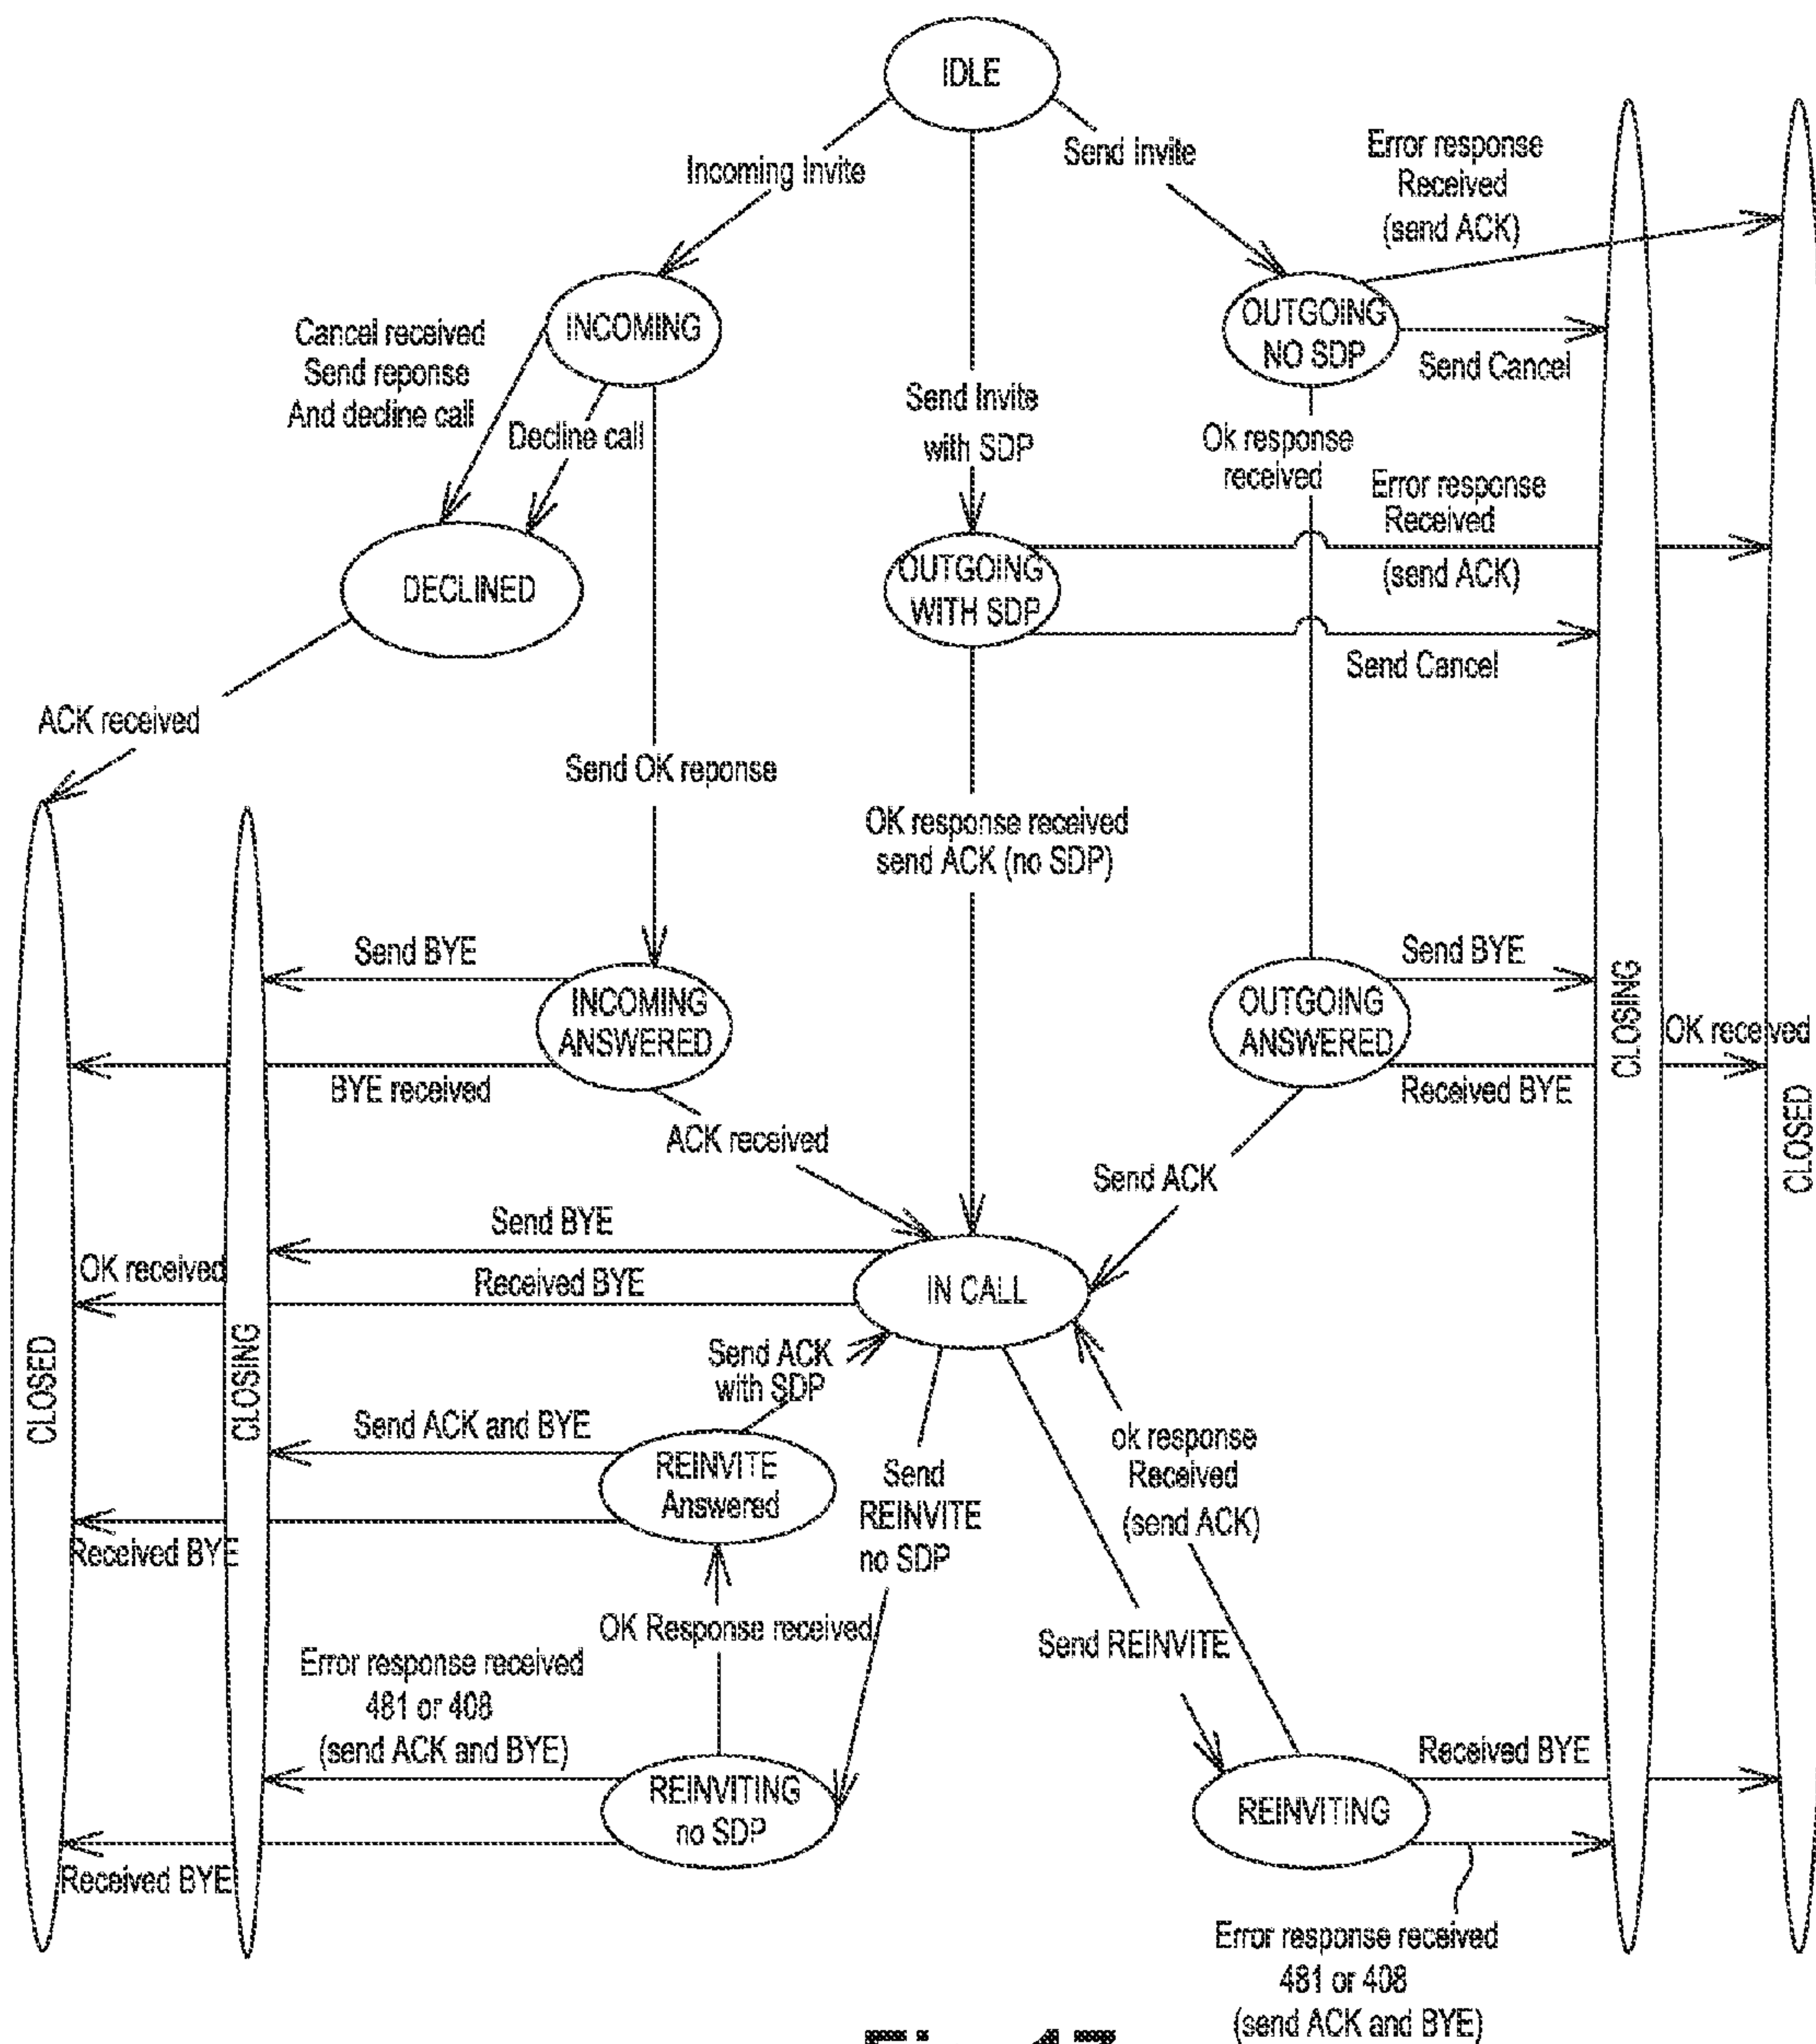 IDLE
Incoming Invite
Send Invite
Error response
Received
(send ACK)
INCOMING
OUTGOING
NO SDP
Send Cancel
Cancel received
Send reponse
And decline call
Decline call
Send Invite
with SDP
Ok response
received
Error response
Received
(send ACK)
DECLINED
OUTGOING
WITH SDP
Send Cancel
ACK received
Send OK reponse
OK response received
send ACK (no SDP)
Send BYE
INCOMING
ANSWERED
BYE received
OUTGOING
ANSWERED
Send BYE
Received BYE
CLOSING
OK received
CLOSED
ACK received
Send ACK
Send BYE
OK received
Received BYE
IN CALL
CLOSED
CLOSING
Send ACK
with SDP
Send ACK and BYE
REINVITE
Answered
Received BYE
Send
REINVITE
no SDP
ok response
Received
(send ACK)
OK Response received
Send REINVITE
Error response received
481 or 408
(send ACK and BYE)
REINVITING
no SDP
Received BYE
REINVITING
Received BYE
Error response received
481 or 408
(send ACK and BYE)